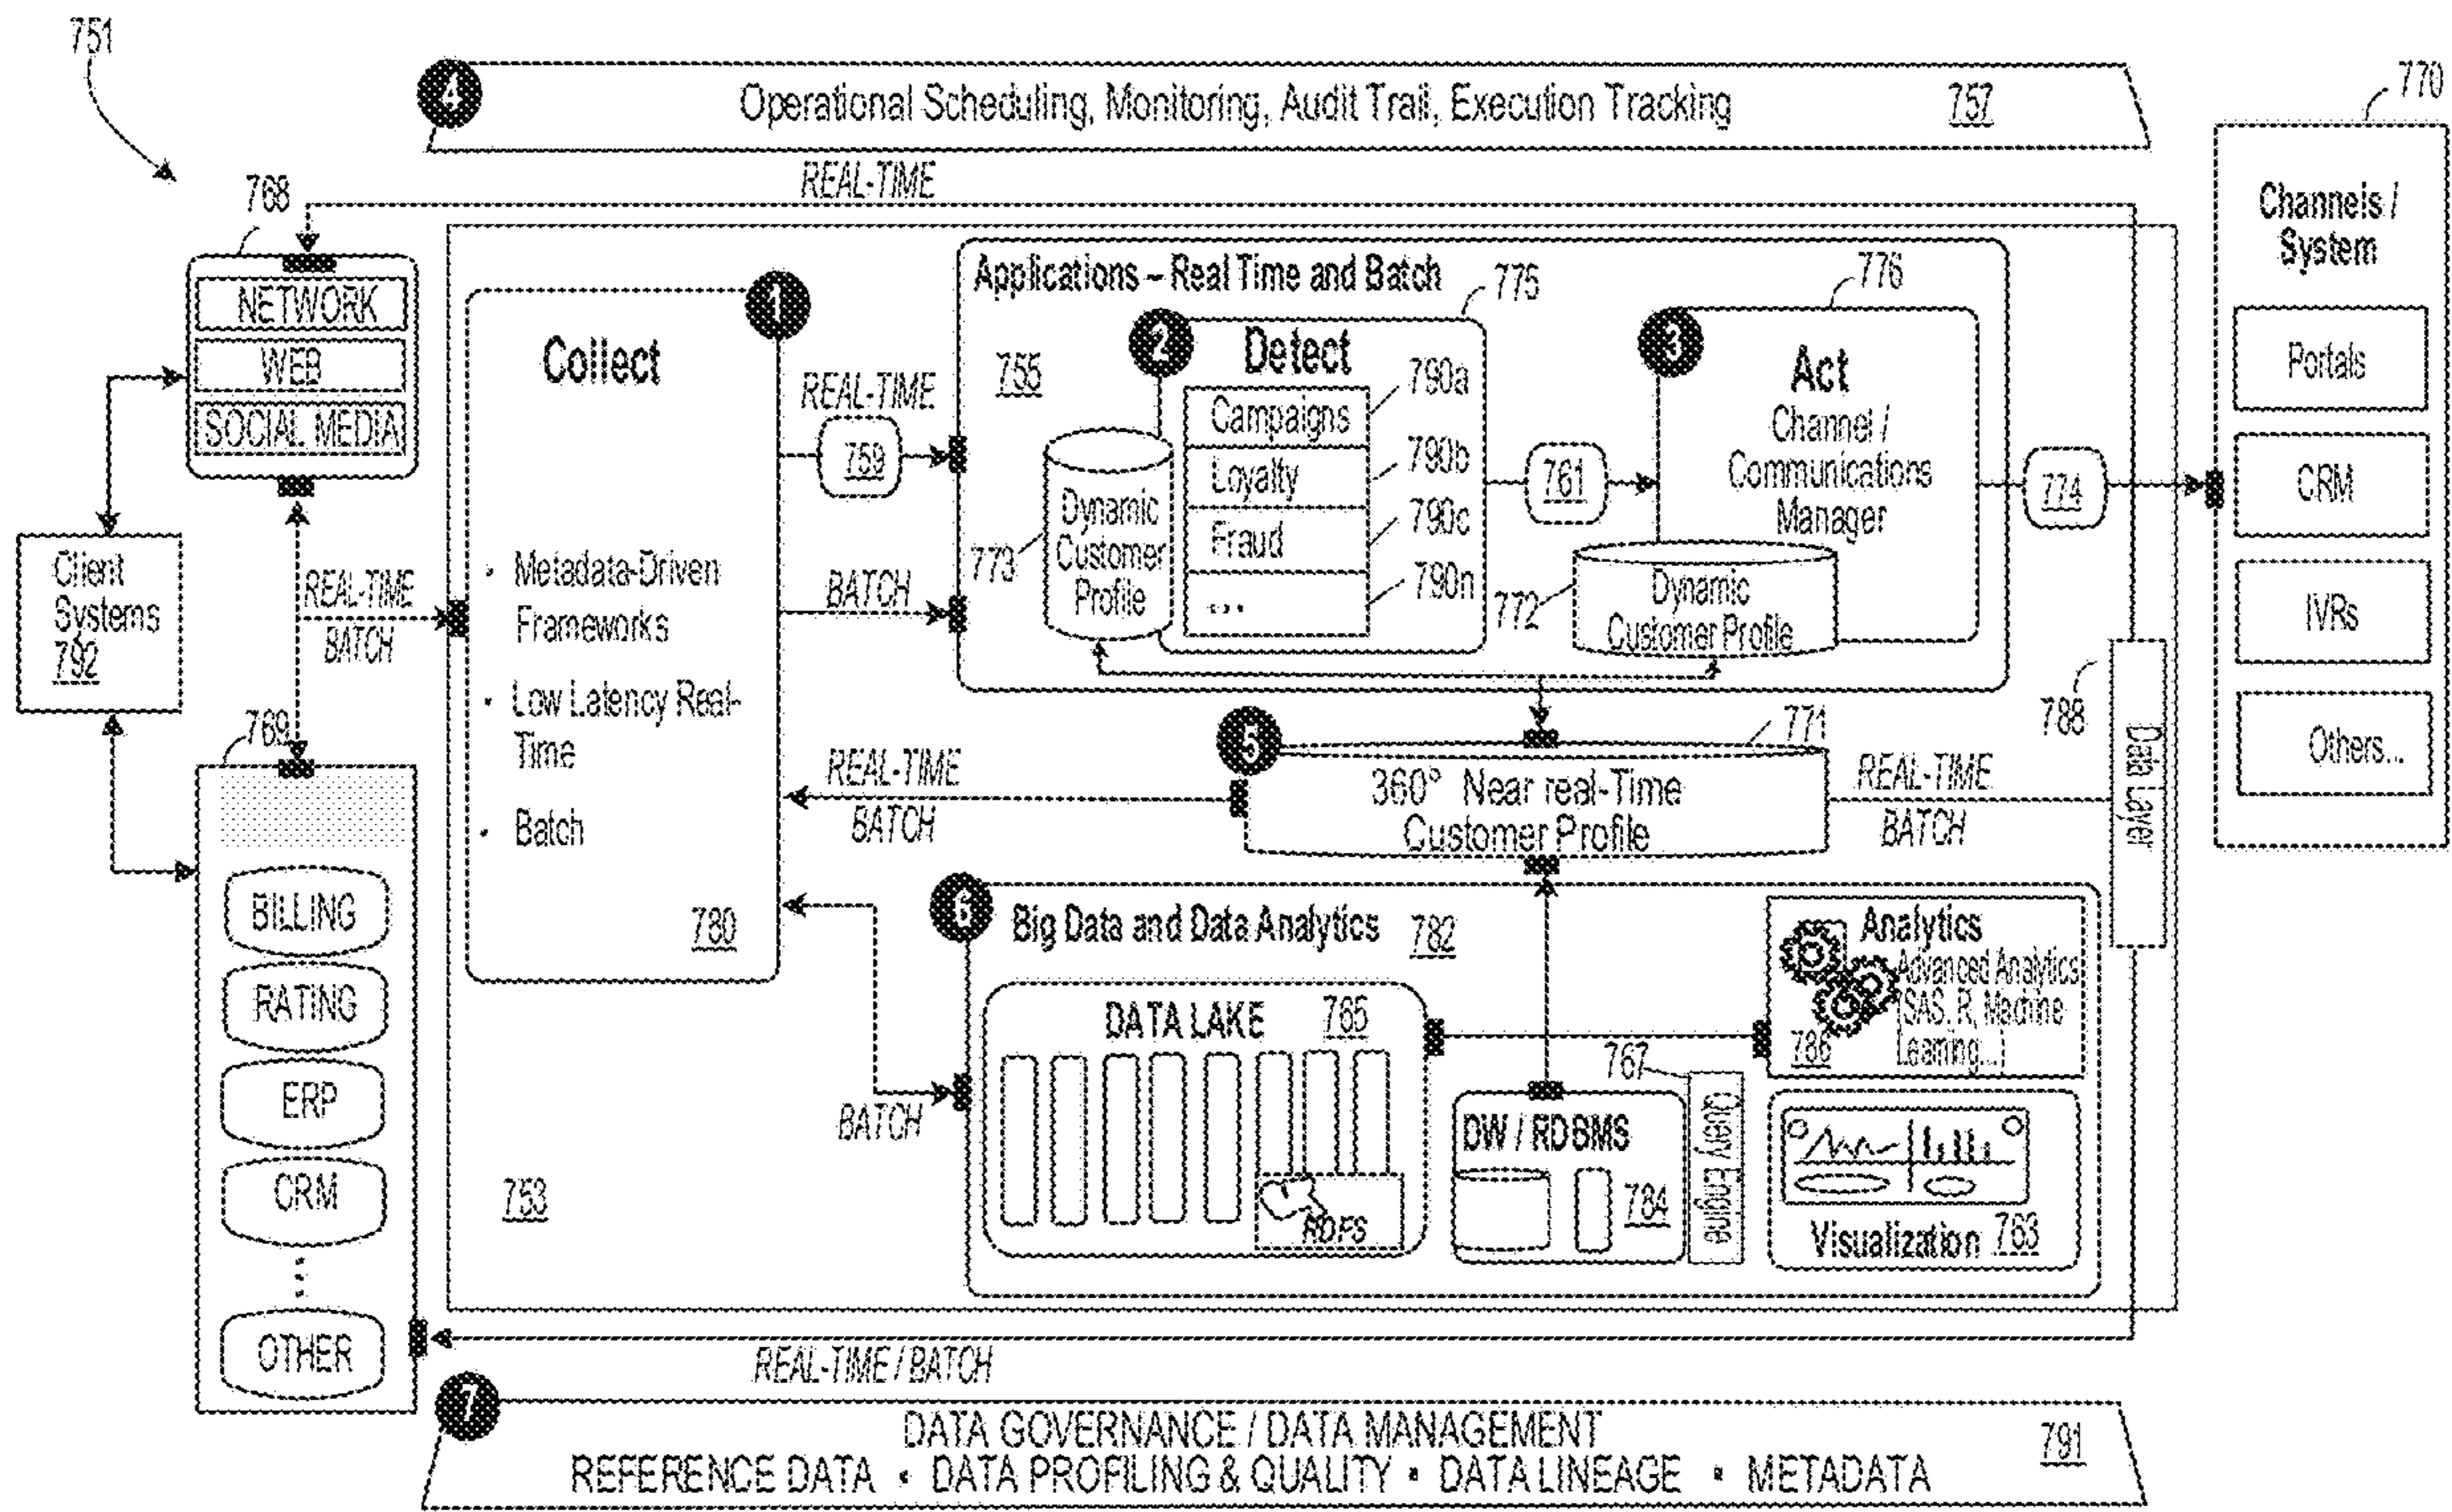 751
4
Operational Scheduling, Monitoring, Audit Trail, Execution Tracking
757
770
REAL-TIME
768
NETWORK
WEB
SOCIAL MEDIA
Client
Systems
792
REAL-TIME
BATCH
769
BILLING
RATING
ERP
CRM
OTHER
1
Collect
• Metadata-Driven
Frameworks
• Low Latency Real-
Time
• Batch
780
753
REAL-TIME
759
BATCH
Applications – Real Time and Batch
755
775
2
Detect
Campaigns
790a
Loyalty
790b
Fraud
790c
...
790n
773
Dynamic
Customer
Profile
761
776
3
Act
Channel /
Communications
Manager
772
Dynamic
Customer Profile
774
Channels /
System
Portals
CRM
IVRs
Others...
788
Data Layer
5
771
360° Near real-Time
Customer Profile
REAL-TIME
BATCH
REAL-TIME
BATCH
BATCH
6
Big Data and Data Analytics
782
DATA LAKE
765
DW / RDBMS
784
767
Query Engine
Analytics
Advanced Analytics
(SAS, R, Machine
Learning...)
786
Visualization
763
REAL-TIME / BATCH
7
DATA GOVERNANCE / DATA MANAGEMENT
791
REFERENCE DATA • DATA PROFILING & QUALITY • DATA LINEAGE • METADATA